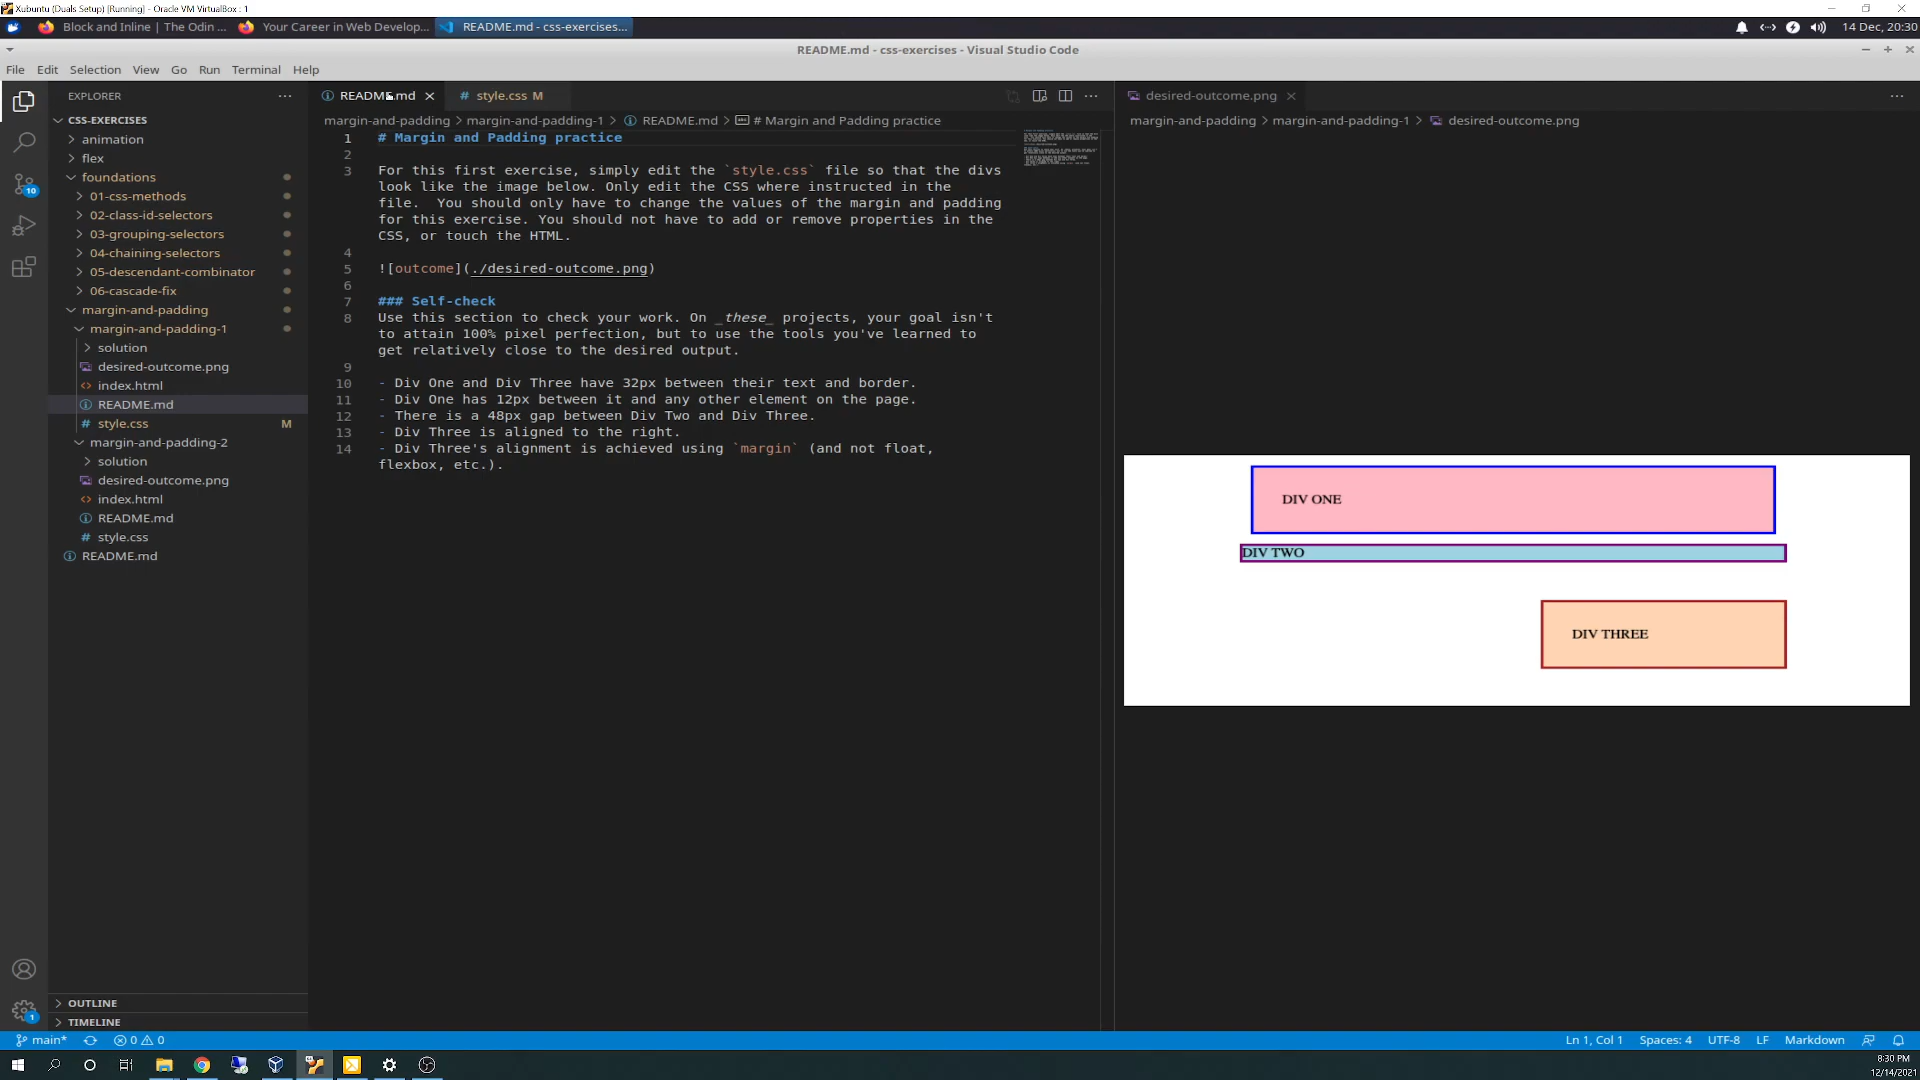 Xubuntu (Duals Setup) [Running] - Oracle VM VirtualBox : 1
Block and Inline | The Odin ...
Your Career in Web Develop...
README.md - css-exercises...
14 Dec, 20:30
README.md - css-exercises - Visual Studio Code
File Edit Selection View Go Run Terminal Help
EXPLORER
CSS-EXERCISES
animation
flex
foundations
01-css-methods
02-class-id-selectors
03-grouping-selectors
04-chaining-selectors
05-descendant-combinator
06-cascade-fix
margin-and-padding
margin-and-padding-1
solution
desired-outcome.png
index.html
README.md
style.css M
margin-and-padding-2
solution
desired-outcome.png
index.html
README.md
style.css
README.md
OUTLINE
TIMELINE
10
1
README.md
style.css M
margin-and-padding > margin-and-padding-1 > README.md > # Margin and Padding practice
1 # Margin and Padding practice
2
3 For this first exercise, simply edit the `style.css` file so that the divs
look like the image below. Only edit the CSS where instructed in the
file.  You should only have to change the values of the margin and padding
for this exercise. You should not have to add or remove properties in the
CSS, or touch the HTML.
4
5 ![outcome](./desired-outcome.png)
6
7 ### Self-check
8 Use this section to check your work. On _these_ projects, your goal isn't
to attain 100% pixel perfection, but to use the tools you've learned to
get relatively close to the desired output.
9
10 - Div One and Div Three have 32px between their text and border.
11 - Div One has 12px between it and any other element on the page.
12 - There is a 48px gap between Div Two and Div Three.
13 - Div Three is aligned to the right.
14 - Div Three's alignment is achieved using `margin` (and not float,
flexbox, etc.).
desired-outcome.png
margin-and-padding > margin-and-padding-1 > desired-outcome.png
DIV ONE
DIV TWO
DIV THREE
main* 0 0
Ln 1, Col 1 Spaces: 4 UTF-8 LF Markdown
8:30 PM
12/14/2021